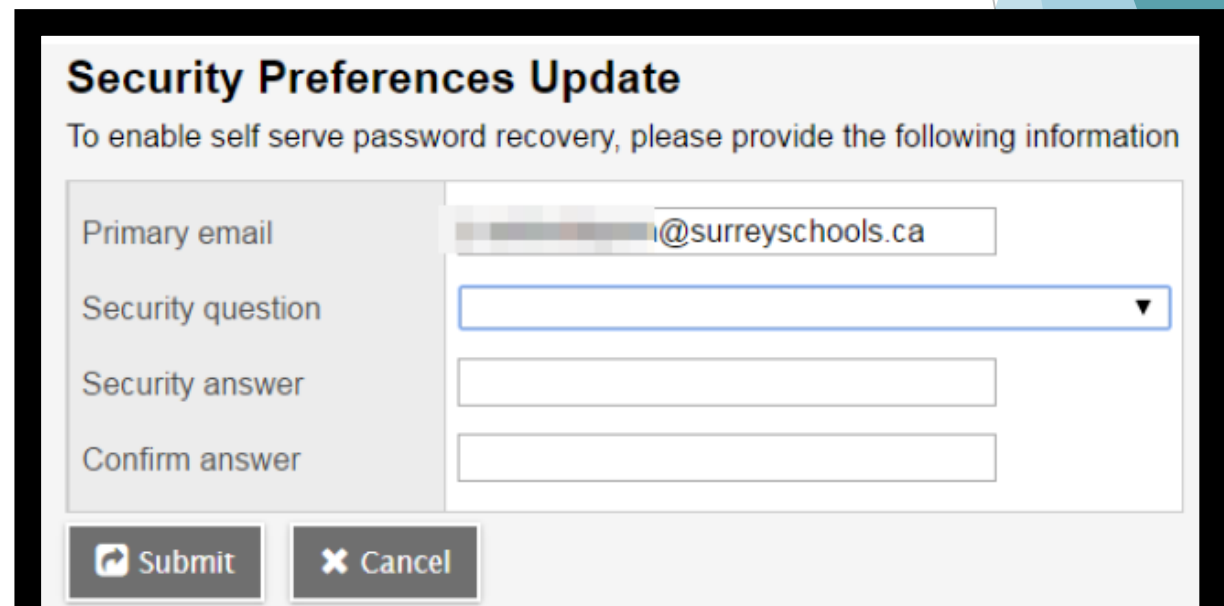 Security Preferences Update
To enable self serve password recovery, please provide the following information
Primary email
@surreyschools.ca
Security question
Security answer
Confirm answer
Submit
Cancel